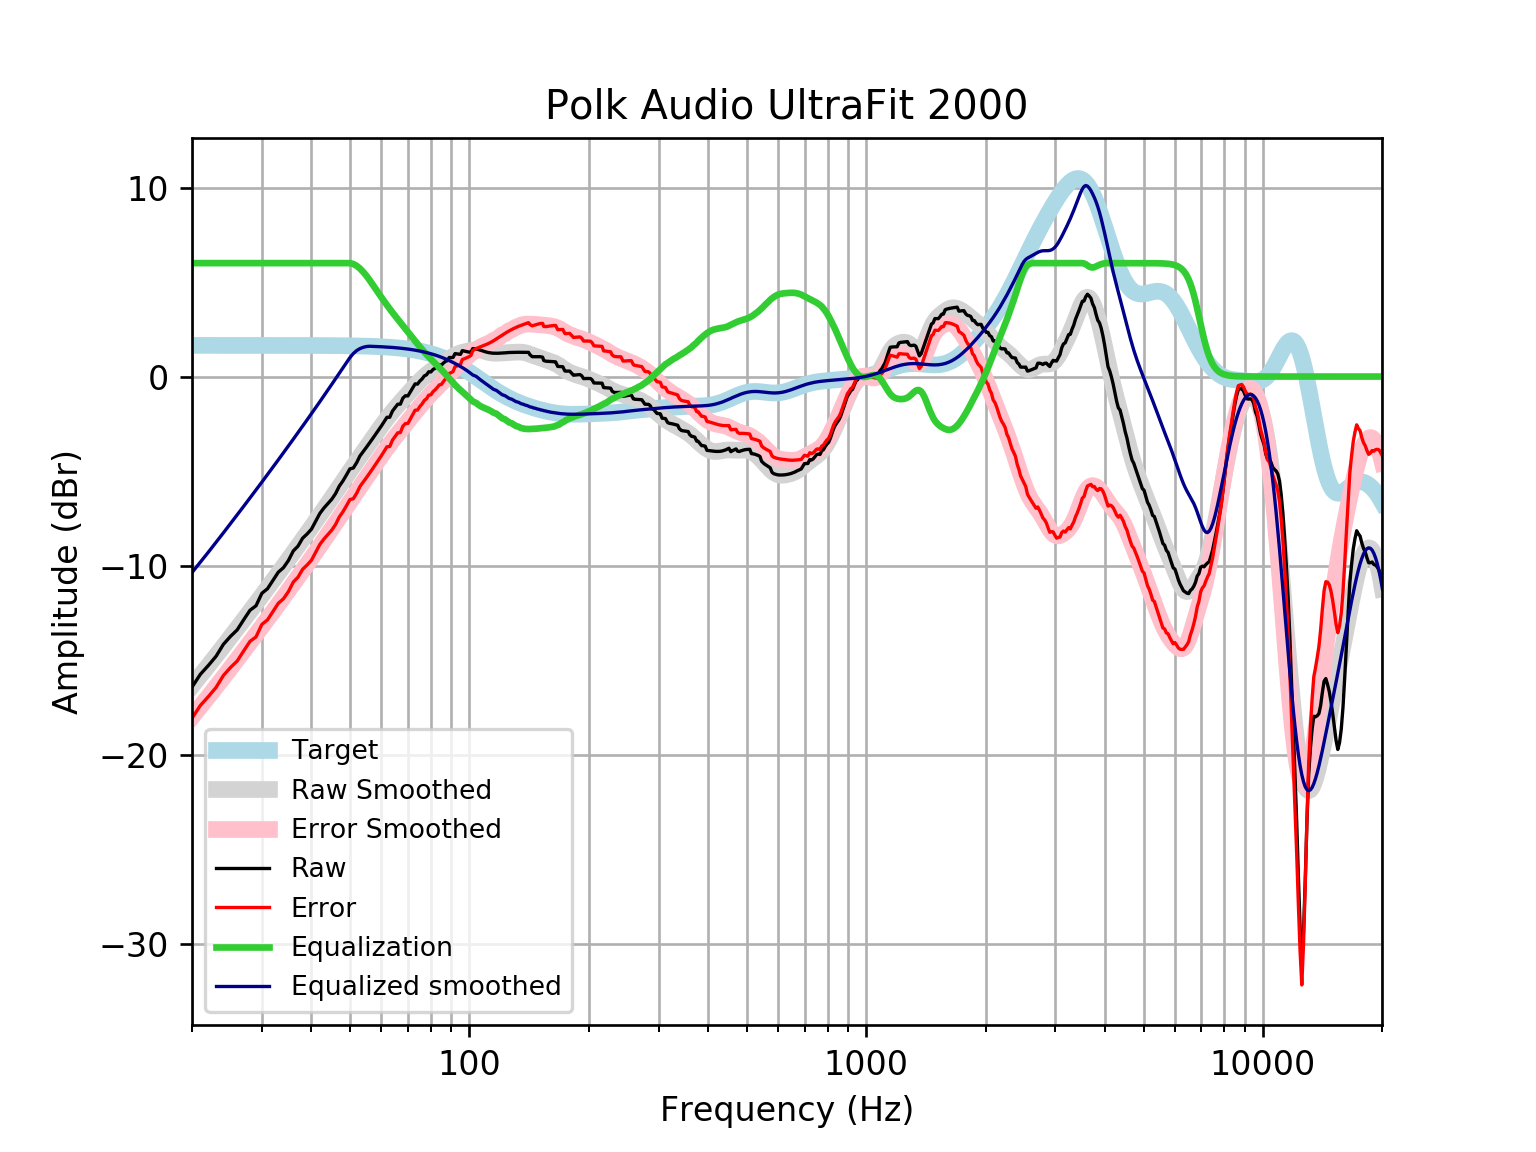 Polk Audio UltraFit 2000
Amplitude (dBr)
10
0
−10
−20
−30
Target
Raw Smoothed
Error Smoothed
Raw
Error
Equalization
Equalized smoothed
100
1000
10000
Frequency (Hz)